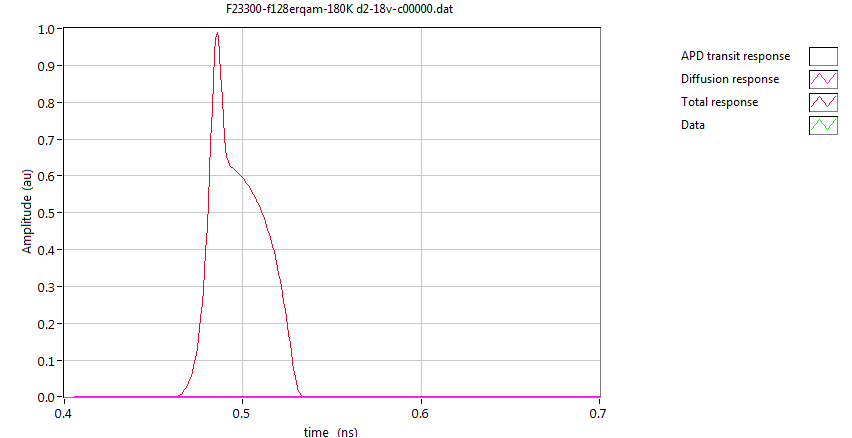 F23300-f128erqam-180K d2-18v-c00000.dat
APD transit response
Diffusion response
Total response
Data
Amplitude (au)
1.0
0.9
0.8
0.7
0.6
0.5
0.4
0.3
0.2
0.1
0.0
0.4
0.5
0.6
0.7
time (ns)